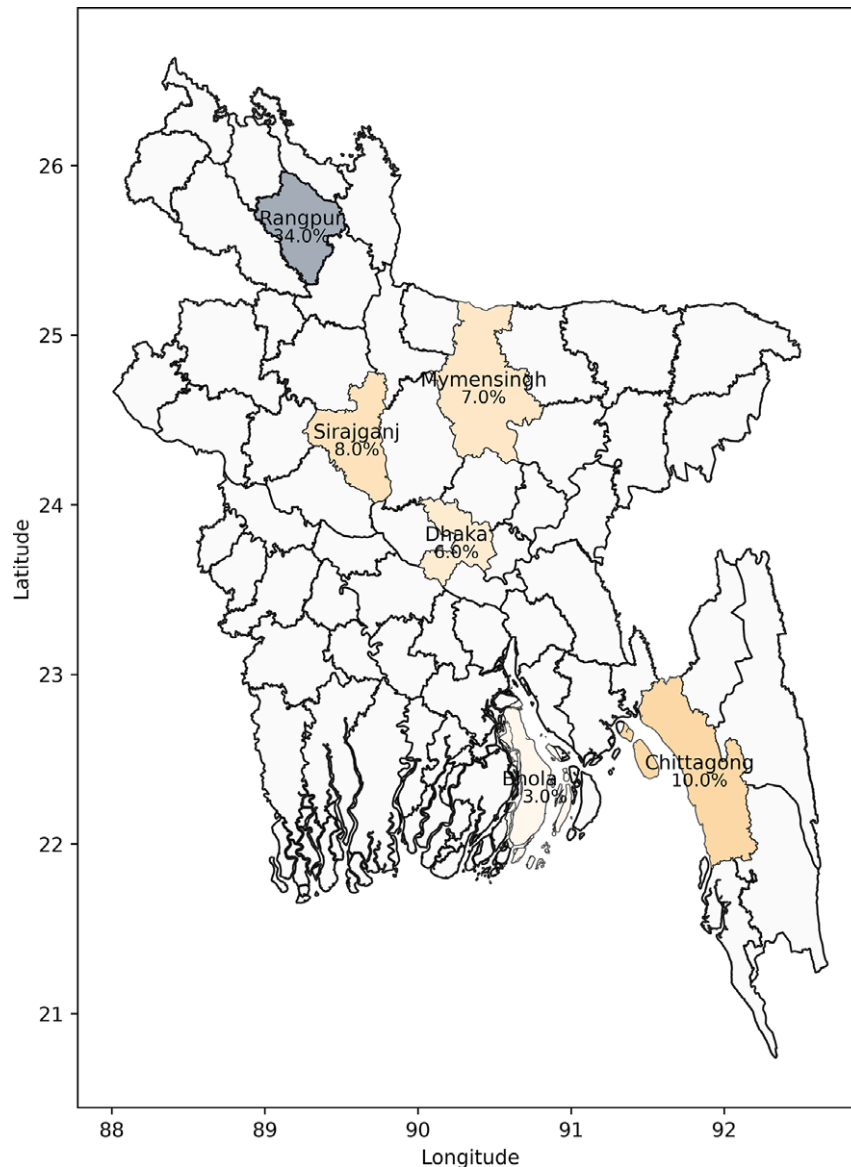 26
Rangpur
34.0%
25
Mymensingh
7.0%
Sirajganj
8.0%
24
Dhaka
6.0%
Latitude
23
Chittagong
10.0%
Bhola
3.0%
22
21
88 89 90 91 92
Longitude